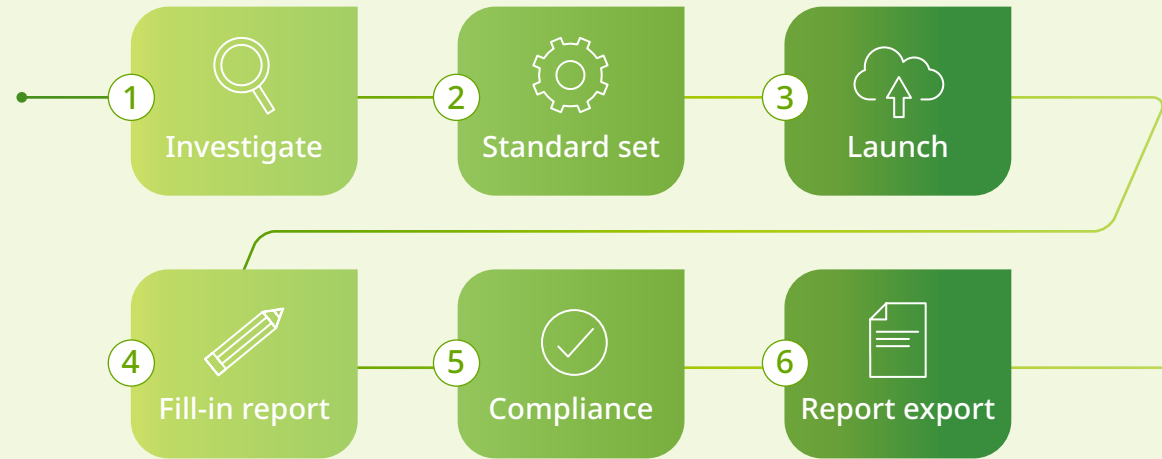 1
Investigate
2
Standard set
3
Launch
4
Fill-in report
5
Compliance
6
Report export